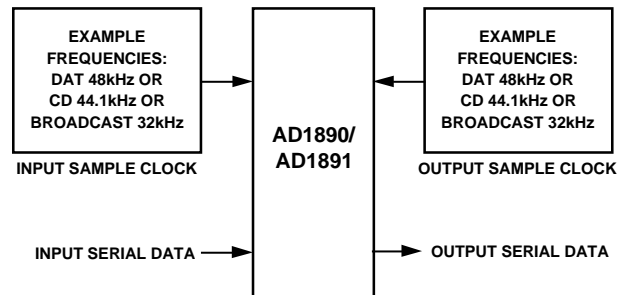 EXAMPLE
FREQUENCIES:
DAT 48kHz OR
CD 44.1kHz OR
BROADCAST 32kHz
INPUT SAMPLE CLOCK
AD1890/
AD1891
EXAMPLE
FREQUENCIES:
DAT 48kHz OR
CD 44.1kHz OR
BROADCAST 32kHz
OUTPUT SAMPLE CLOCK
INPUT SERIAL DATA
OUTPUT SERIAL DATA